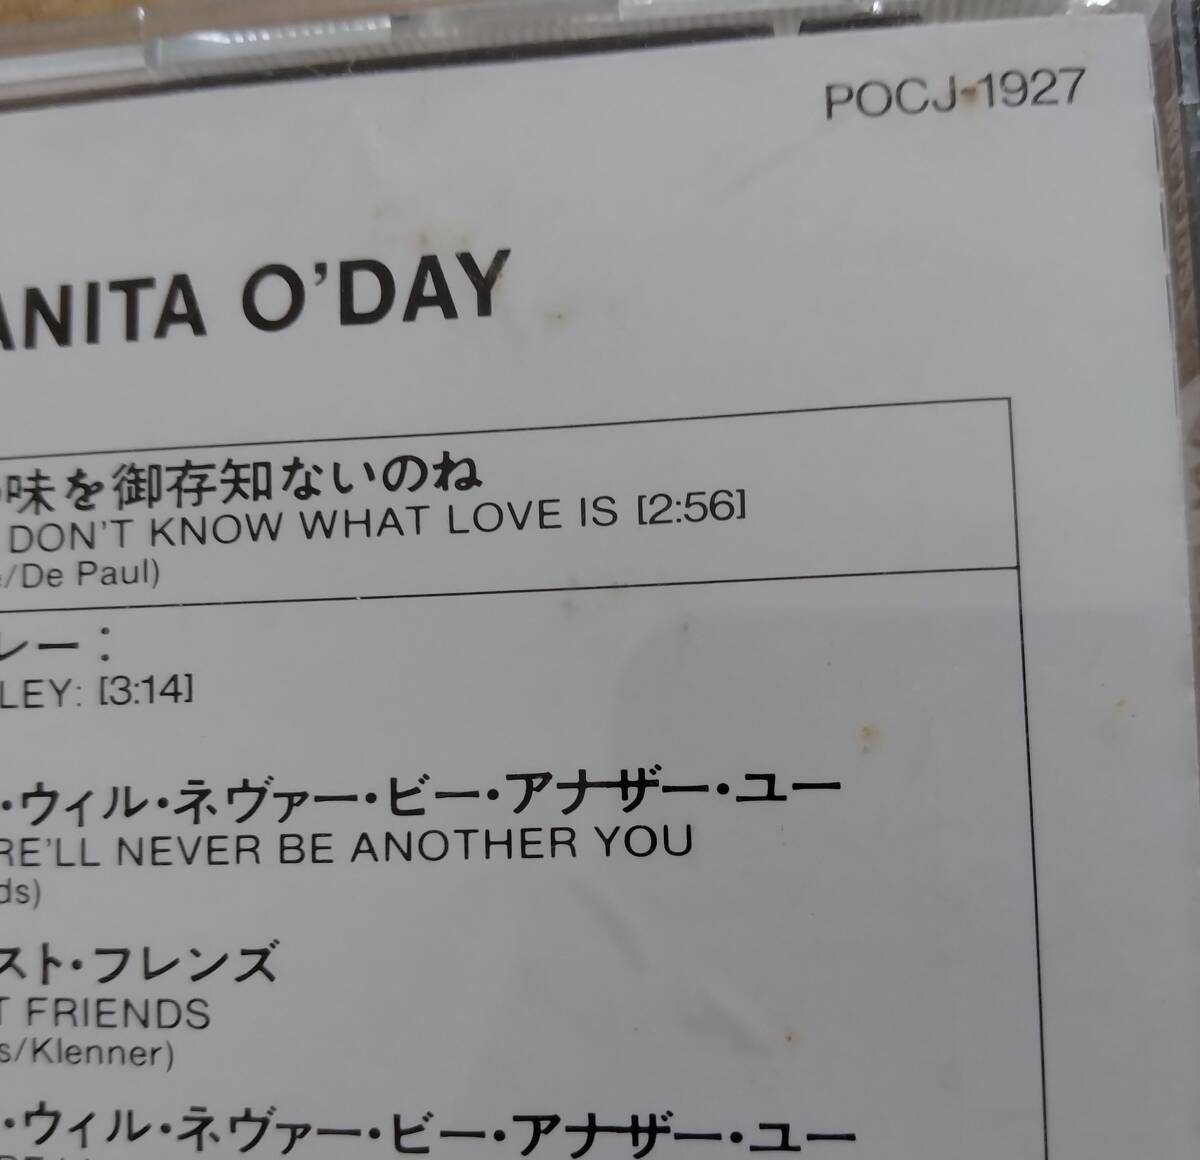 POCJ-1927
ANITA O'DAY
味を御存知ないのね
DON'T KNOW WHAT LOVE IS [2:56]
/De Paul)
レー：
LEY: [3:14]
・ウィル・ネヴァー・ビー・アナザー・ユー
RE'LL NEVER BE ANOTHER YOU
ds)
スト・フレンズ
T FRIENDS
s/Klenner)
・ウィル・ネヴァー・ビー・アナザー・ユー